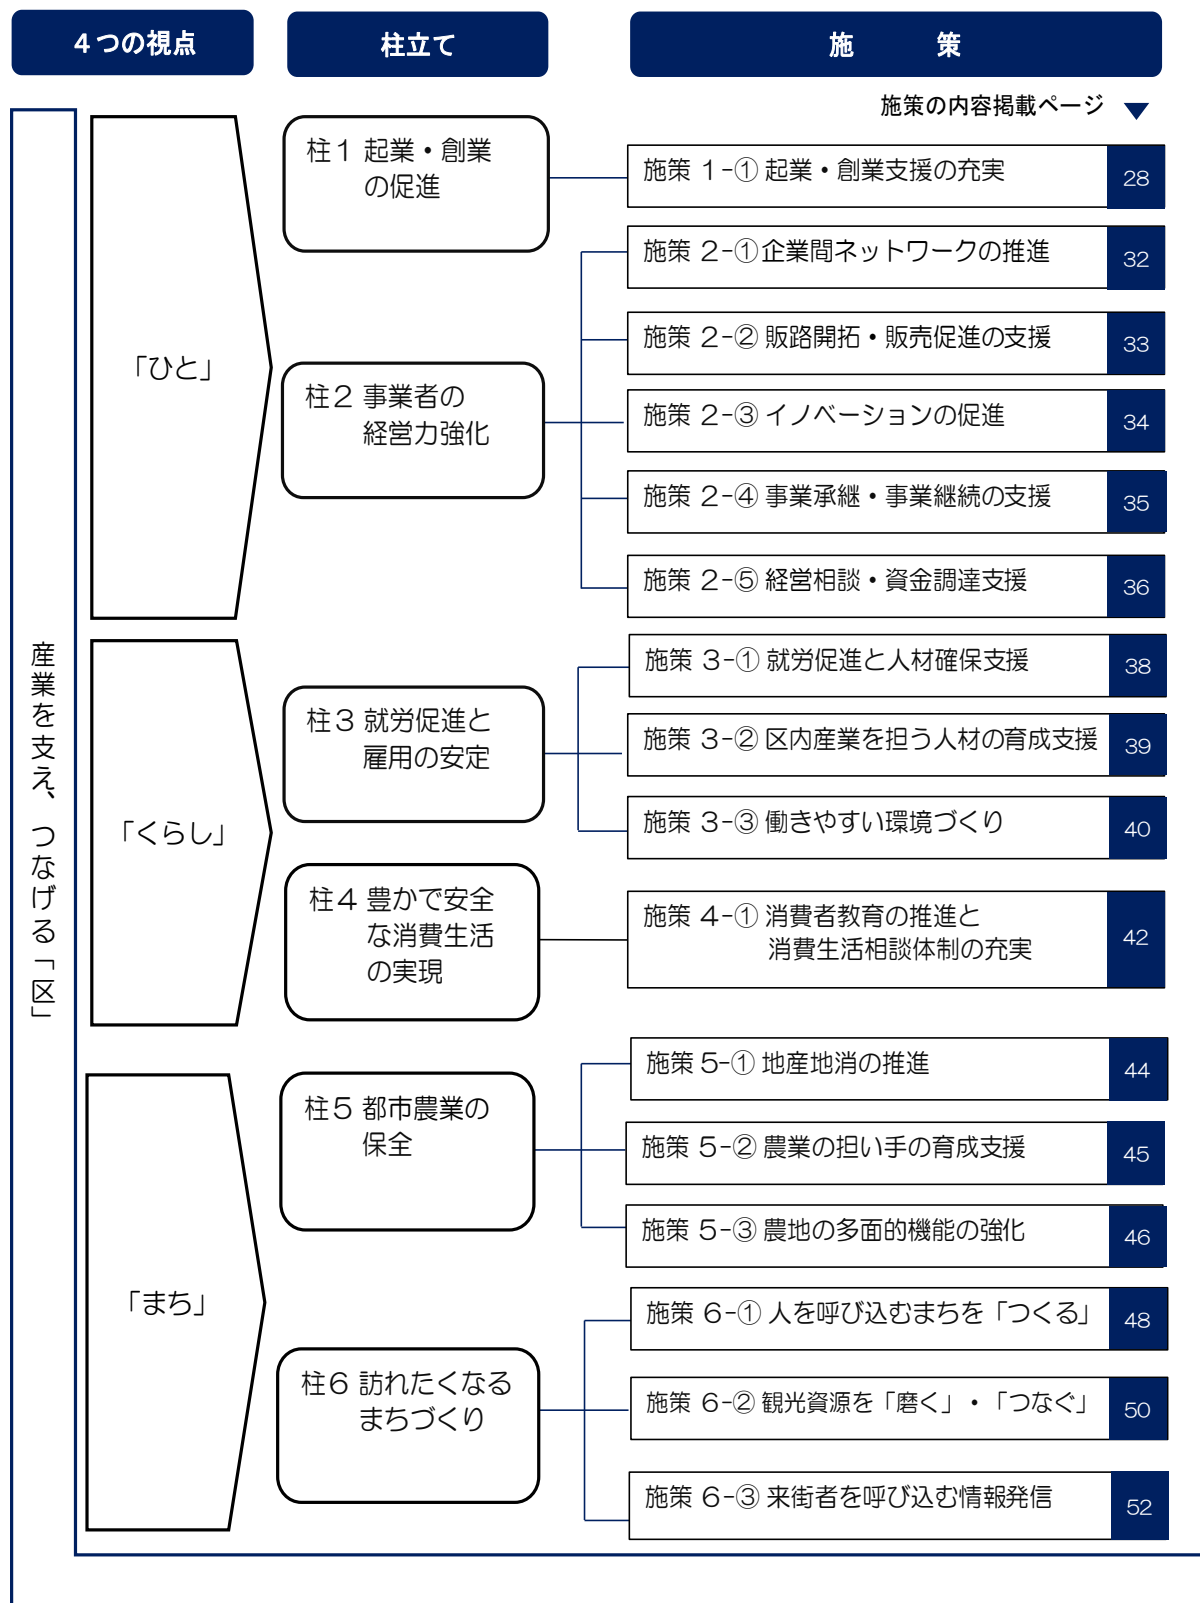 ４つの視点
柱立て
施　　策
施策の内容掲載ページ ▼
産業を支え、つなげる「区」
「ひと」
柱１ 起業・創業
の促進
施策 １-① 起業・創業支援の充実
28
柱２ 事業者の
経営力強化
施策 ２-① 企業間ネットワークの推進
32
施策 ２-② 販路開拓・販売促進の支援
33
施策 ２-③ イノベーションの促進
34
施策 ２-④ 事業承継・事業継続の支援
35
施策 ２-⑤ 経営相談・資金調達支援
36
「くらし」
柱３ 就労促進と
雇用の安定
施策 ３-① 就労促進と人材確保支援
38
施策 ３-② 区内産業を担う人材の育成支援
39
施策 ３-③ 働きやすい環境づくり
40
柱４ 豊かで安全
な消費生活
の実現
施策 ４-① 消費者教育の推進と
消費生活相談体制の充実
42
「まち」
柱５ 都市農業の
保全
施策 ５-① 地産地消の推進
44
施策 ５-② 農業の担い手の育成支援
45
施策 ５-③ 農地の多面的機能の強化
46
柱６ 訪れたくなる
まちづくり
施策 ６-① 人を呼び込むまちを「つくる」
48
施策 ６-② 観光資源を「磨く」・「つなぐ」
50
施策 ６-③ 来街者を呼び込む情報発信
52